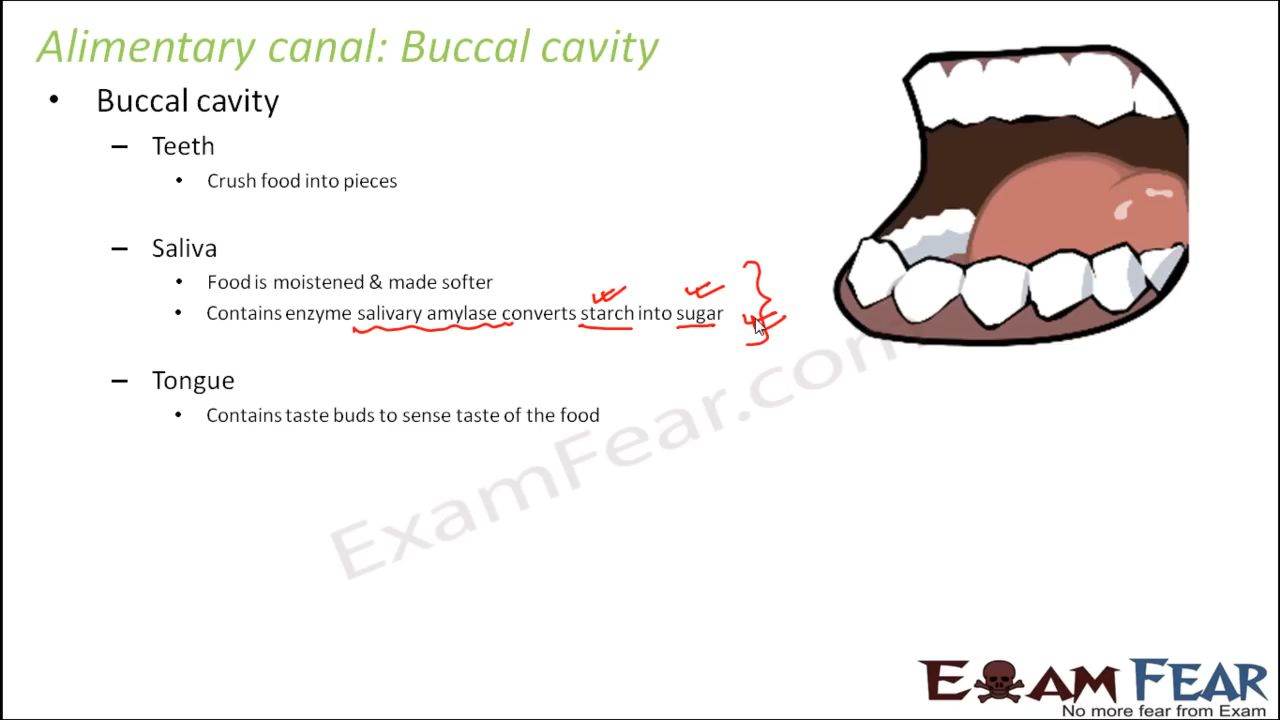 Alimentary canal: Buccal cavity
• Buccal cavity
– Teeth
• Crush food into pieces
– Saliva
• Food is moistened & made softer
• Contains enzyme salivary amylase converts starch into sugar
– Tongue
• Contains taste buds to sense taste of the food
ExamFear.com
EXAM FEAR
No more fear from Exam